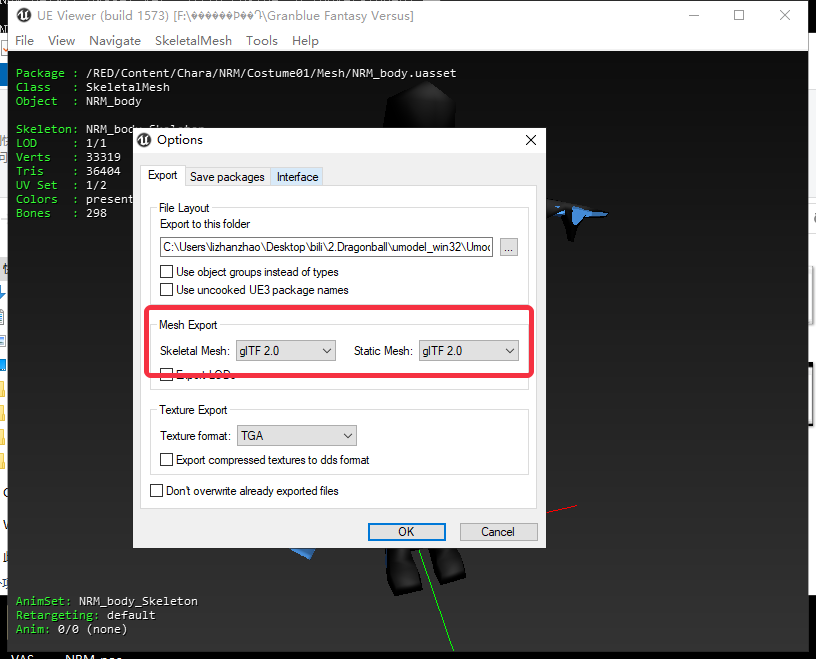 UE Viewer (build 1573) [F:\������Þ��Դ\Granblue Fantasy Versus]
File View Navigate SkeletalMesh Tools Help
Package : /RED/Content/Chara/NRM/Costume01/Mesh/NRM_body.uasset
Class : SkeletalMesh
Object : NRM_body
Skeleton: NRM_body_Skeleton
LOD : 1/1
Verts : 33319
Tris : 36404
UV Set : 1/2
Colors : present
Bones : 298
Options
Export Save packages Interface
File Layout
Export to this folder
C:\Users\lizhanzhao\Desktop\bili\2.Dragonball\umodel_win32\Umod
...
Use object groups instead of types
Use uncooked UE3 package names
Mesh Export
Skeletal Mesh: glTF 2.0 Static Mesh: glTF 2.0
Export LODs
Texture Export
Texture format: TGA
Export compressed textures to dds format
Don't overwrite already exported files
OK Cancel
AnimSet: NRM_body_Skeleton
Retargeting: default
Anim: 0/0 (none)